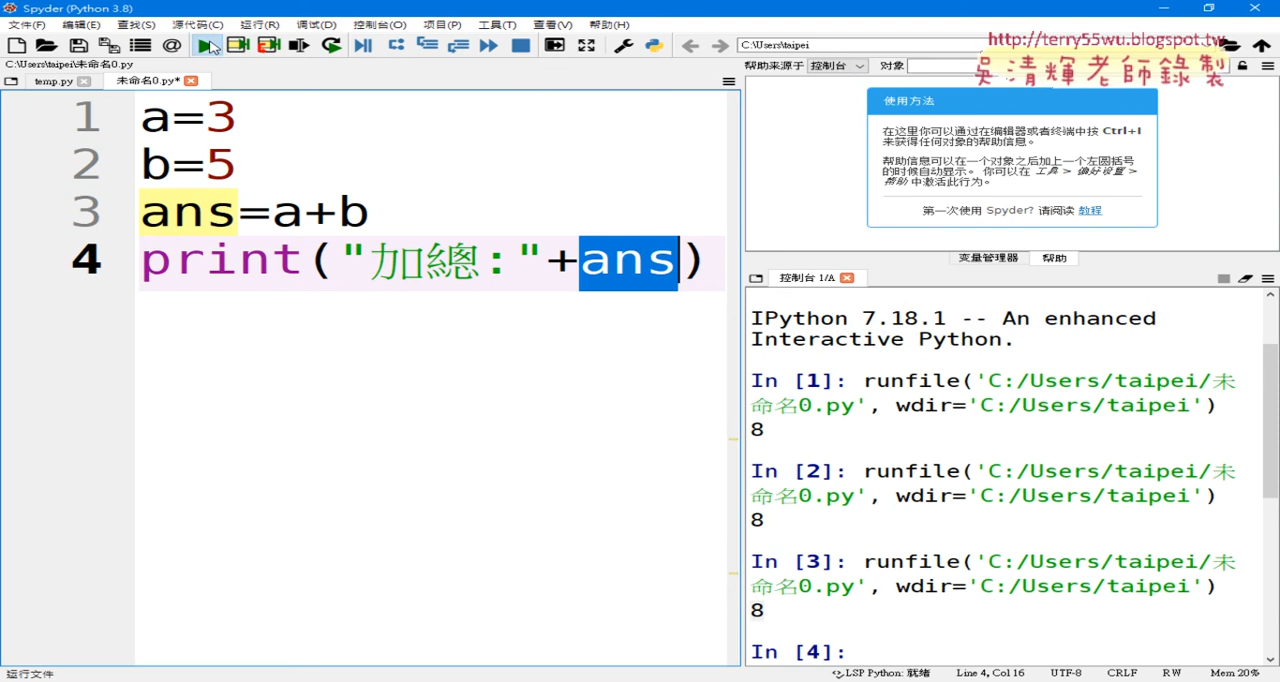 Spyder (Python 3.8)
文件(F) 编辑(E) 查找(S) 源代码(C) 运行(R) 调试(D) 控制台(O) 项目(P) 工具(T) 查看(V) 帮助(H)
C:\Users\taipei
http://terry55wu.blogspot.tw
吳清輝老師錄製
C:\Users\taipei\未命名0.py
temp.py 未命名0.py*
帮助来源于 控制台 对象
1 a=3
2 b=5
3 ans=a+b
4 print("加總:"+ans)
使用方法
在这里你可以通过在编辑器或者终端中按 Ctrl+I
来获得任何对象的帮助信息。
帮助信息可以在一个对象之后加上一个左圆括号
的时候自动显示。 你可以在 工具 > 偏好设置 >
帮助 中激活此行为。
第一次使用 Spyder? 请阅读 教程
变量管理器 帮助
控制台 1/A
IPython 7.18.1 -- An enhanced
Interactive Python.
In [1]: runfile('C:/Users/taipei/未
命名0.py', wdir='C:/Users/taipei')
8
In [2]: runfile('C:/Users/taipei/未
命名0.py', wdir='C:/Users/taipei')
8
In [3]: runfile('C:/Users/taipei/未
命名0.py', wdir='C:/Users/taipei')
8
In [4]:
运行文件 LSP Python: 就绪 Line 4, Col 16 UTF-8 CRLF RW Mem 20%